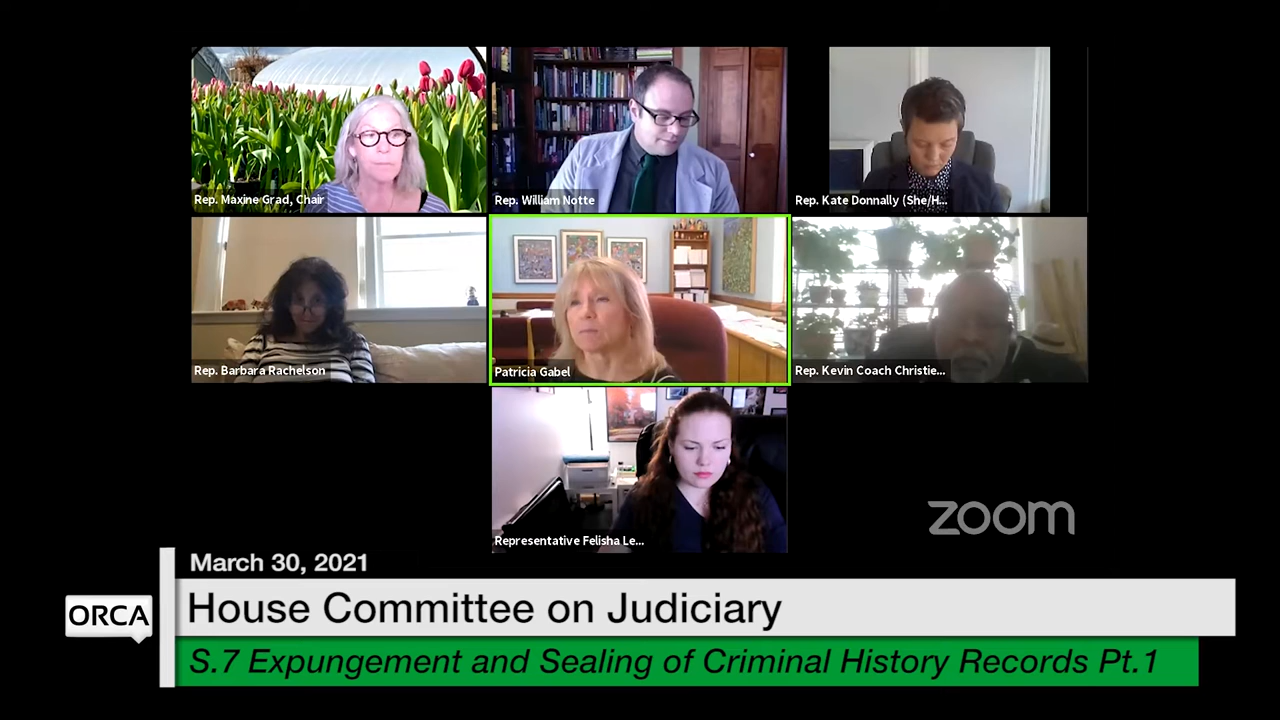 Rep. Maxine Grad, Chair
Rep. William Notte
Rep. Kate Donnally (She/H...
Rep. Barbara Rachelson
Patricia Gabel
Rep. Kevin Coach Christie...
Representative Felisha Le...
zoom
March 30, 2021
ORCA
House Committee on Judiciary
S.7 Expungement and Sealing of Criminal History Records Pt.1